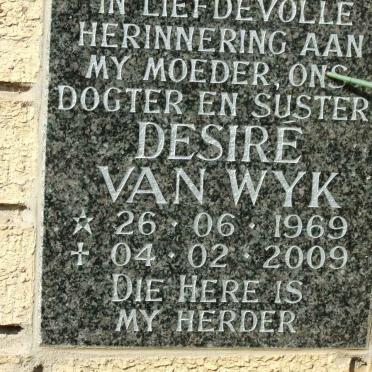 IN LIEFDEVOLLE
HERINNERING AAN
MY MOEDER, ONS
DOGTER EN SUSTER
DESIRÉ
VAN WYK
☆ 26 · 06 · 1969
✝ 04 · 02 · 2009
DIE HERE IS
MY HERDER